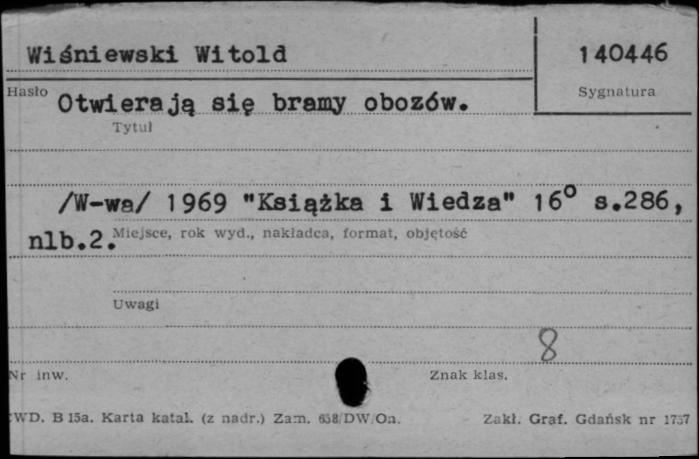 Wiśniewski Witold 140446
Hasło Sygnatura
Otwierają się bramy obozów.
Tytuł
/W-wa/ 1969 "Książka i Wiedza" 16° s.286,
nlb.2. Miejsce, rok wyd., nakładca, format, objętość
Uwagi
8
Nr inw. Znak klas.
WD. B 15a. Karta katal. (z nadr.) Zam. 658/DW/On. Zakł. Graf. Gdańsk nr 1737